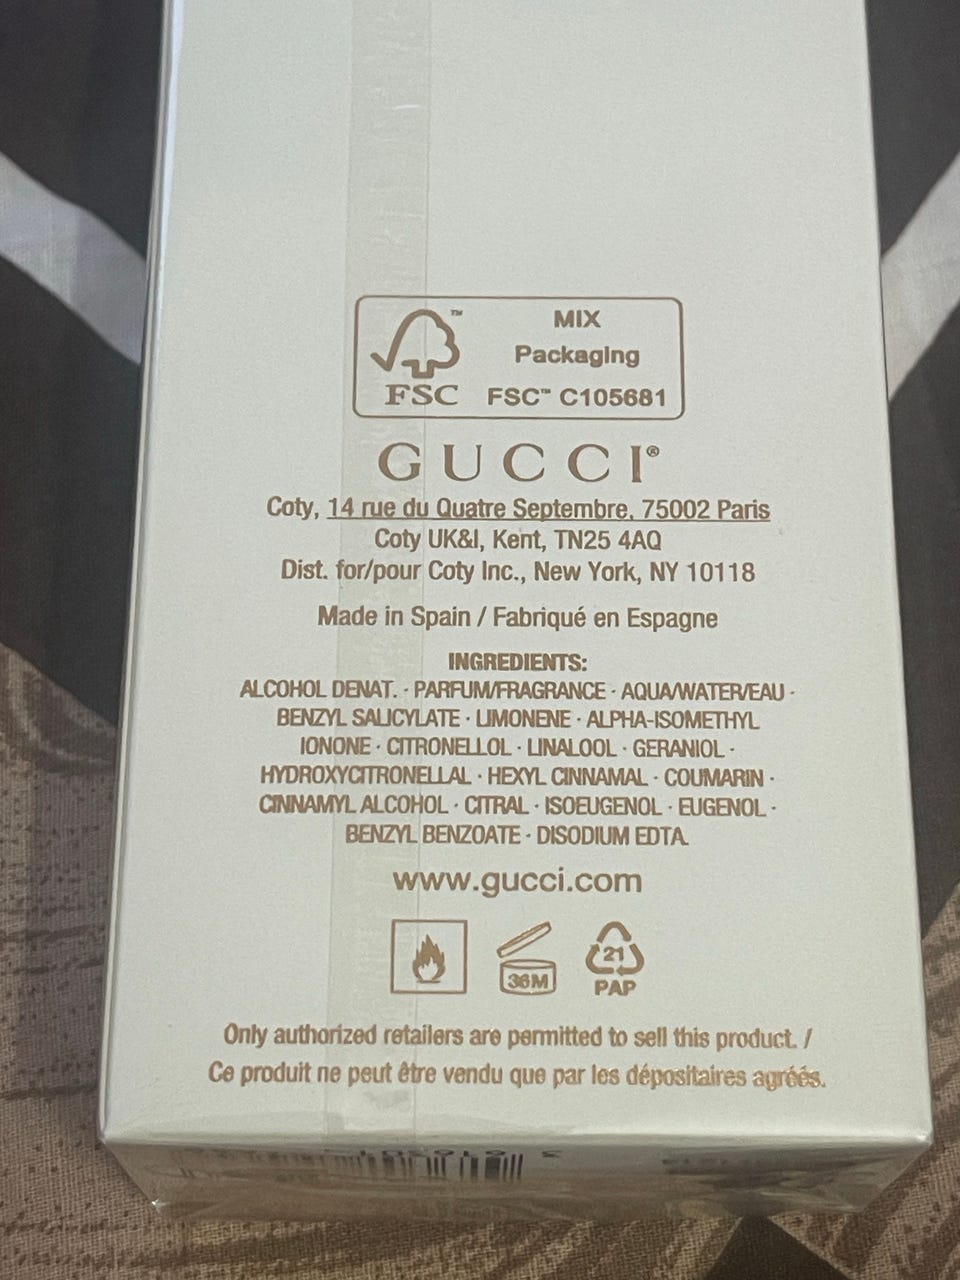 MIX
Packaging
FSC™ FSC™ C105681
GUCCI®
Coty, 14 rue du Quatre Septembre, 75002 Paris
Coty UK&I, Kent, TN25 4AQ
Dist. for/pour Coty Inc., New York, NY 10118
Made in Spain / Fabriqué en Espagne
INGREDIENTS:
ALCOHOL DENAT. · PARFUM/FRAGRANCE · AQUA/WATER/EAU ·
BENZYL SALICYLATE · LIMONENE · ALPHA-ISOMETHYL
IONONE · CITRONELLOL · LINALOOL · GERANIOL ·
HYDROXYCITRONELLAL · HEXYL CINNAMAL · COUMARIN ·
CINNAMYL ALCOHOL · CITRAL · ISOEUGENOL · EUGENOL ·
BENZYL BENZOATE · DISODIUM EDTA.
www.gucci.com
36M
21
PAP
Only authorized retailers are permitted to sell this product. /
Ce produit ne peut être vendu que par les dépositaires agréés.